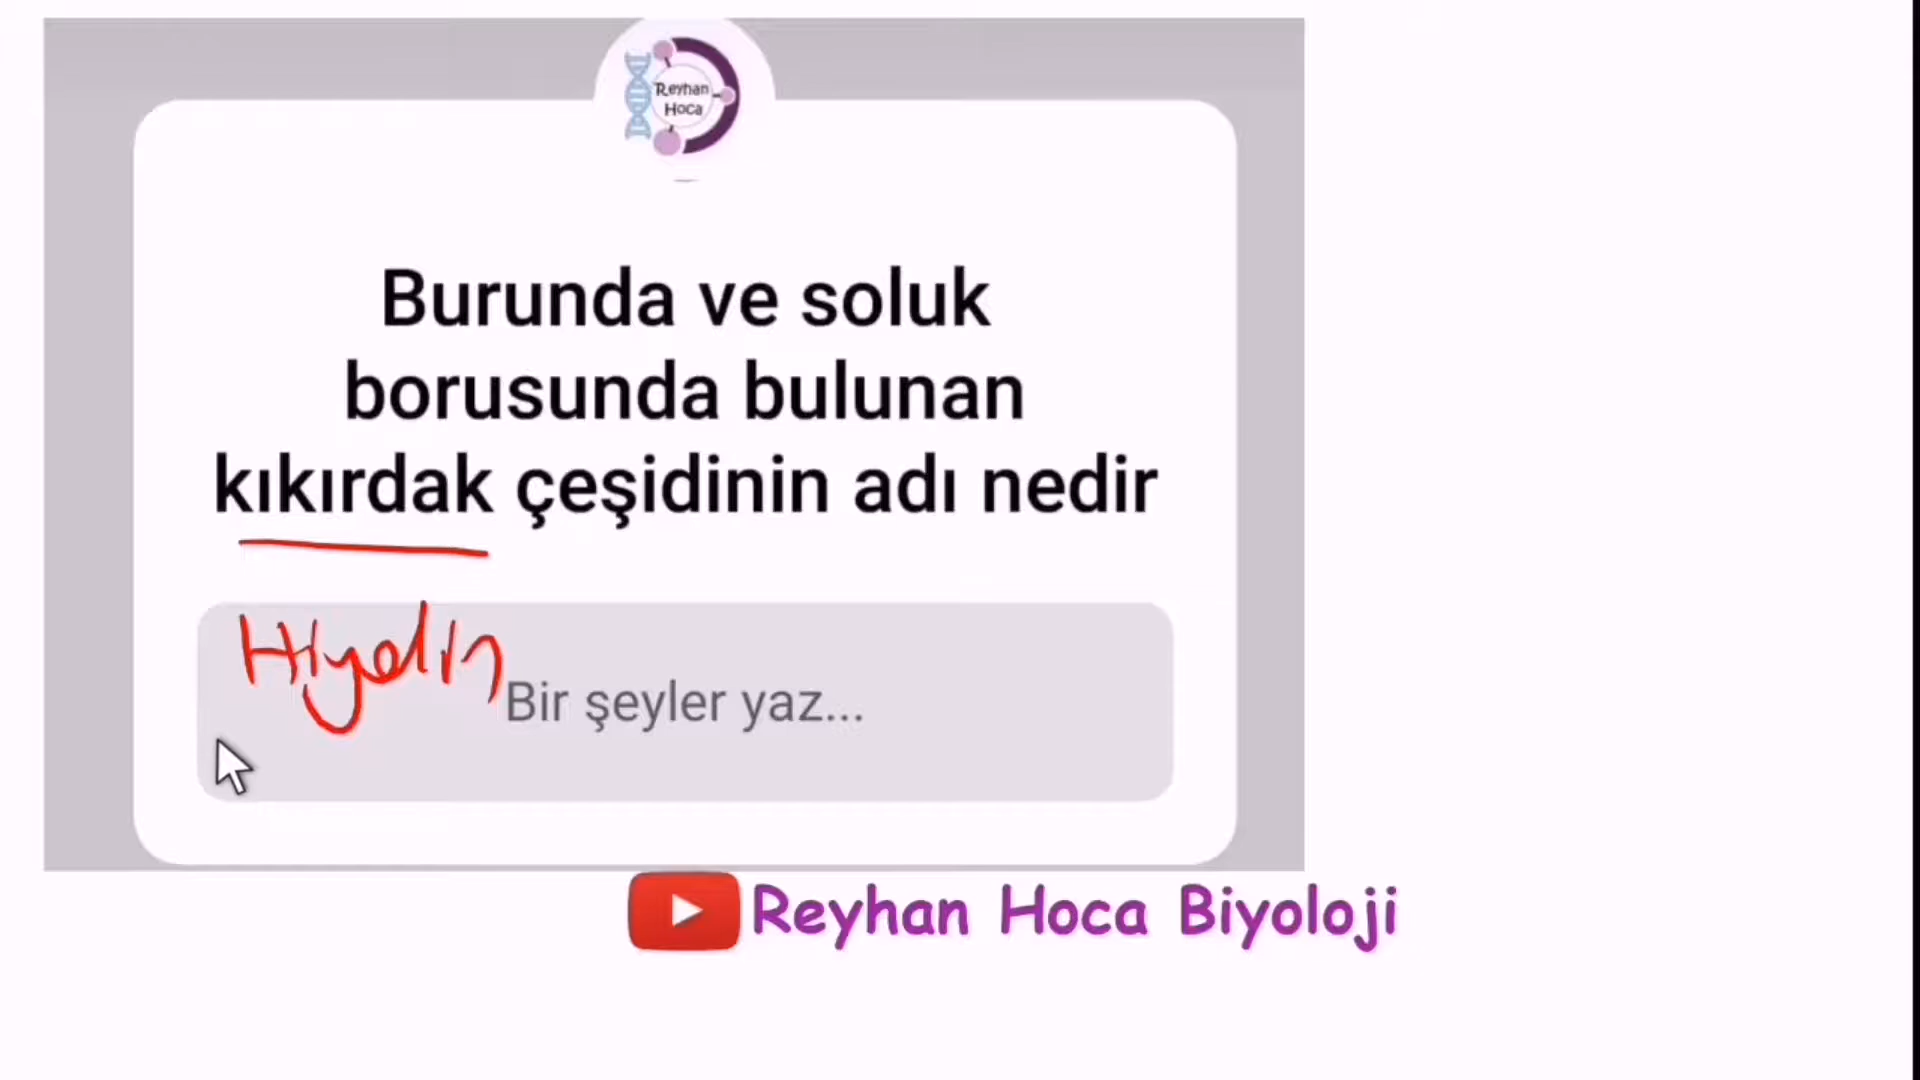 Reyhan
Hoca
Burunda ve soluk
borusunda bulunan
kıkırdak çeşidinin adı nedir
Hiyalin
Bir şeyler yaz...
Reyhan Hoca Biyoloji